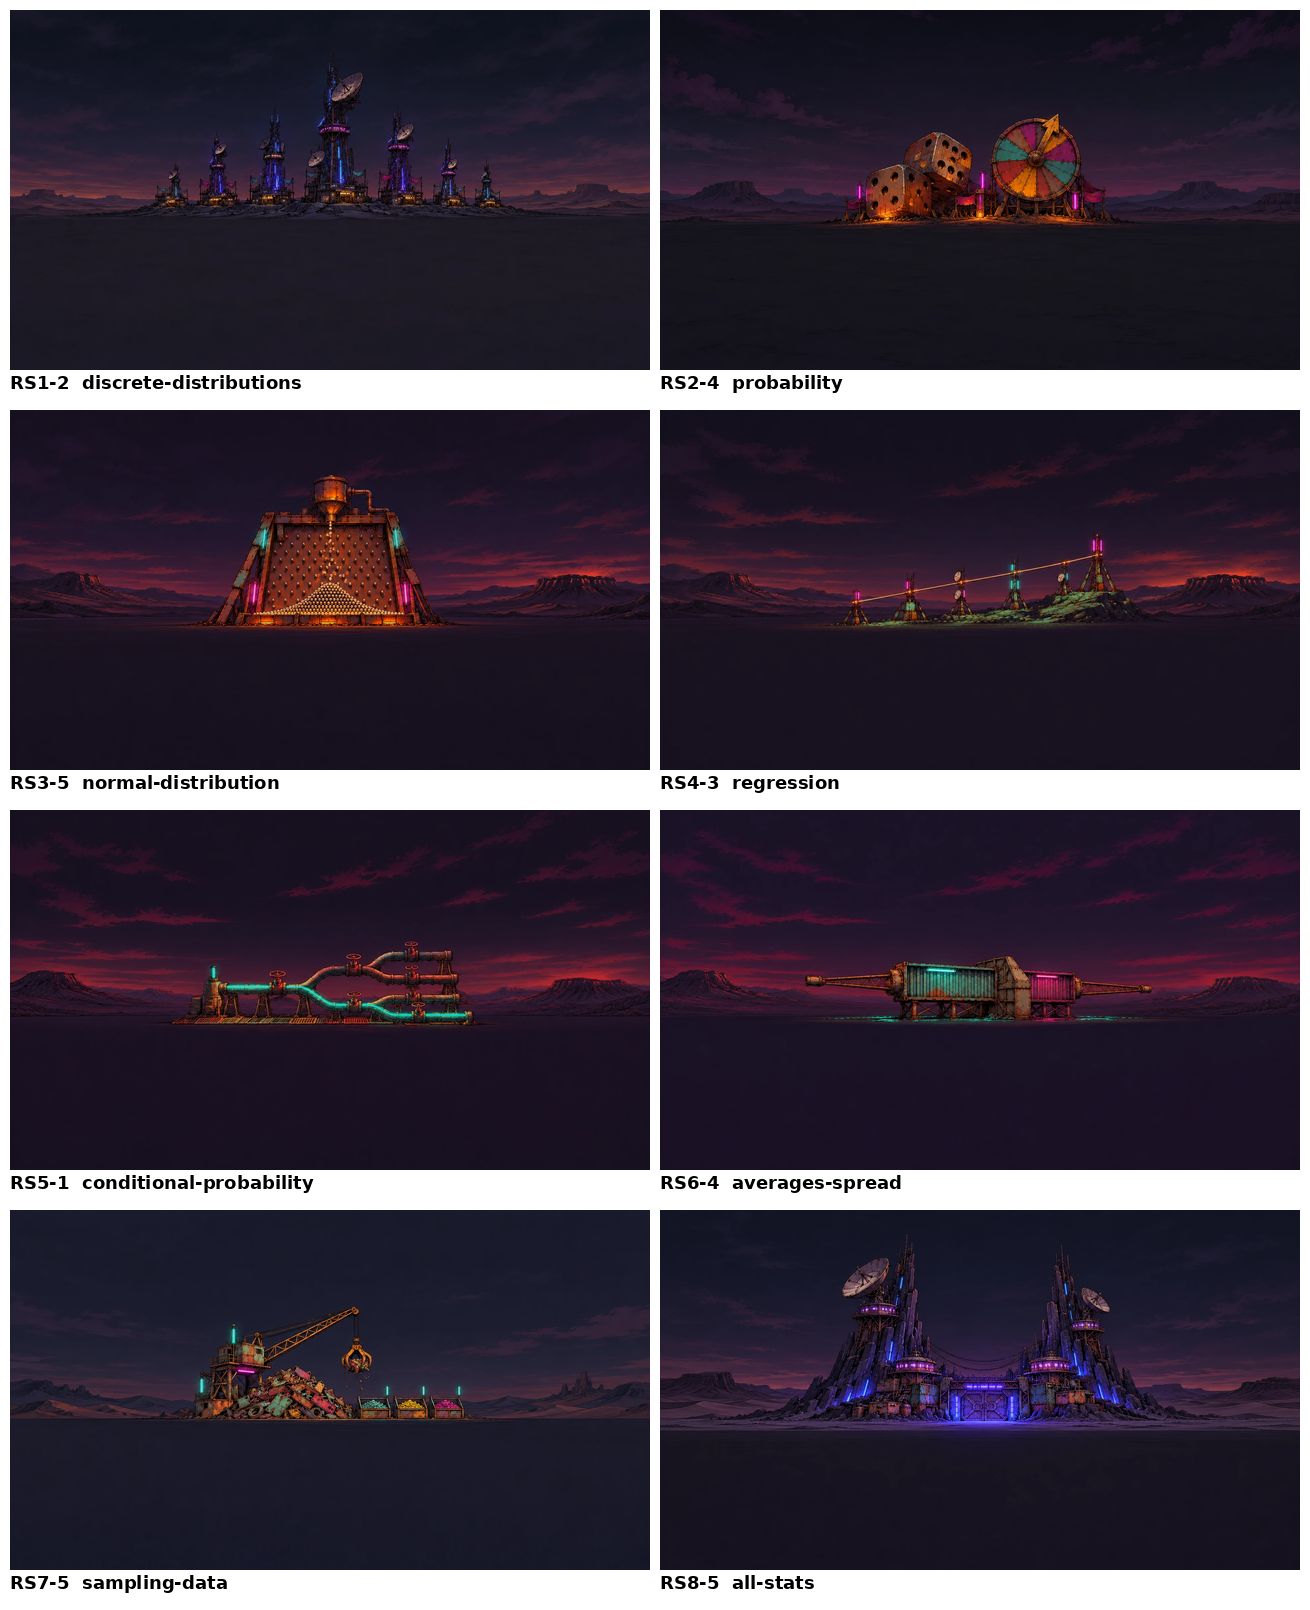 RS1-2 discrete-distributions
RS2-4 probability
RS3-5 normal-distribution
RS4-3 regression
RS5-1 conditional-probability
RS6-4 averages-spread
RS7-5 sampling-data
RS8-5 all-stats